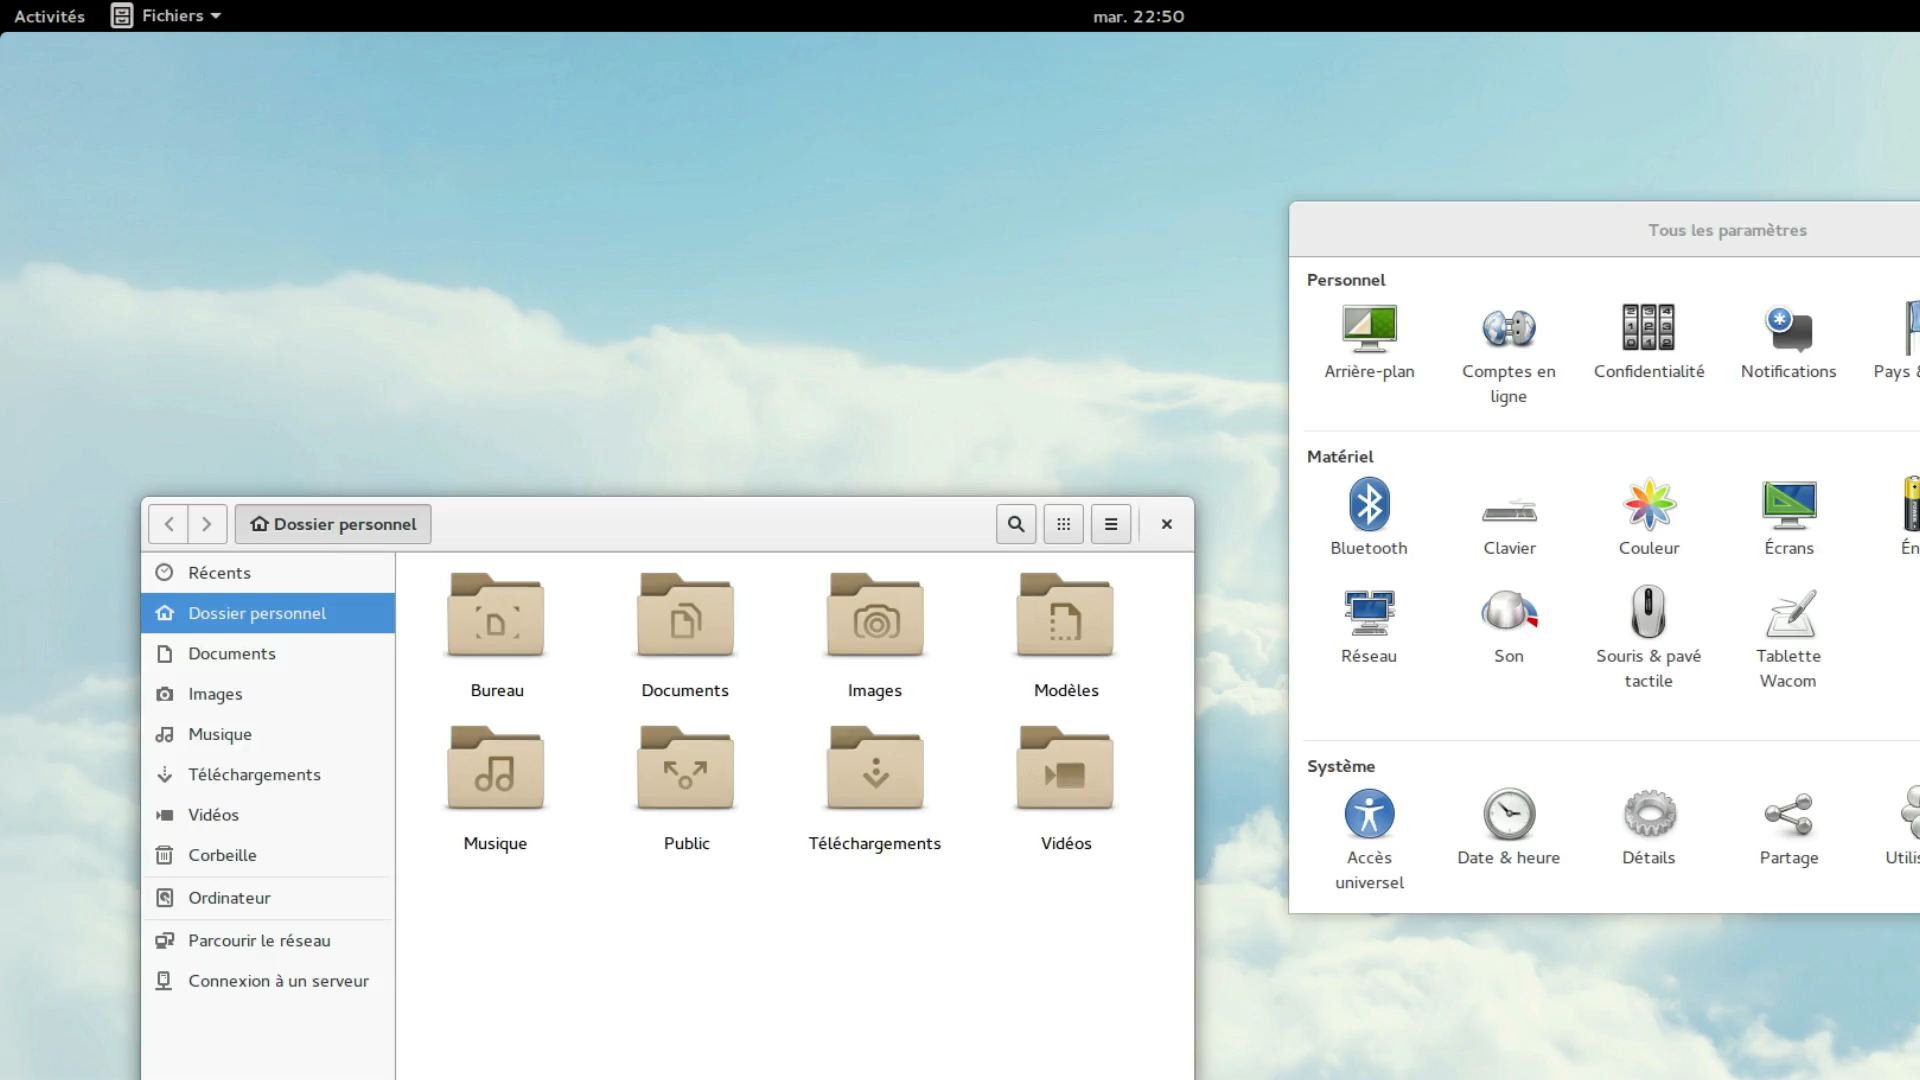 Activités
Fichiers
mar. 22:50
Tous les paramètres
Personnel
Arrière-plan
Comptes en
ligne
Confidentialité
Notifications
Pays &
Matériel
Bluetooth
Clavier
Couleur
Écrans
Én
Réseau
Son
Souris & pavé
tactile
Tablette
Wacom
Système
Accès
universel
Date & heure
Détails
Partage
Utilis
Dossier personnel
Récents
Dossier personnel
Documents
Images
Musique
Téléchargements
Vidéos
Corbeille
Ordinateur
Parcourir le réseau
Connexion à un serveur
Bureau
Documents
Images
Modèles
Musique
Public
Téléchargements
Vidéos